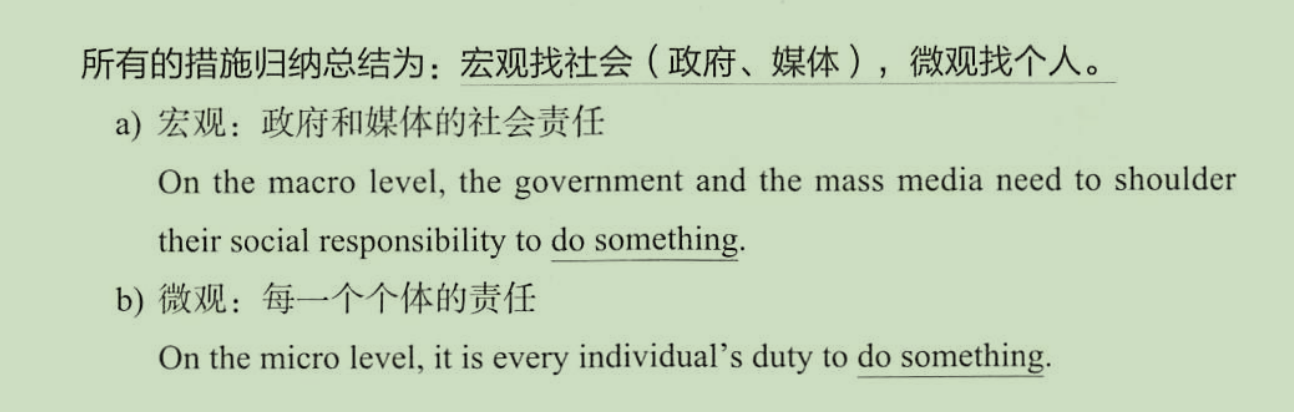 所有的措施归纳总结为：宏观找社会（政府、媒体），微观找个人。
a) 宏观：政府和媒体的社会责任
On the macro level, the government and the mass media need to shoulder
their social responsibility to do something.
b) 微观：每一个个体的责任
On the micro level, it is every individual’s duty to do something.